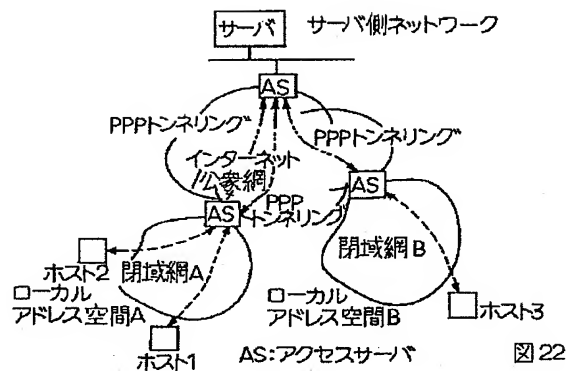 サーバ
サーバ側ネットワーク
AS
PPPトンネリング
PPPトンネリング
インターネット
/公衆網
PPP
トンネリング
AS
AS
閉域網A
閉域網B
ホスト2
ローカル
アドレス空間A
ローカル
アドレス空間B
ホスト3
ホスト1
AS:アクセスサーバ
図22